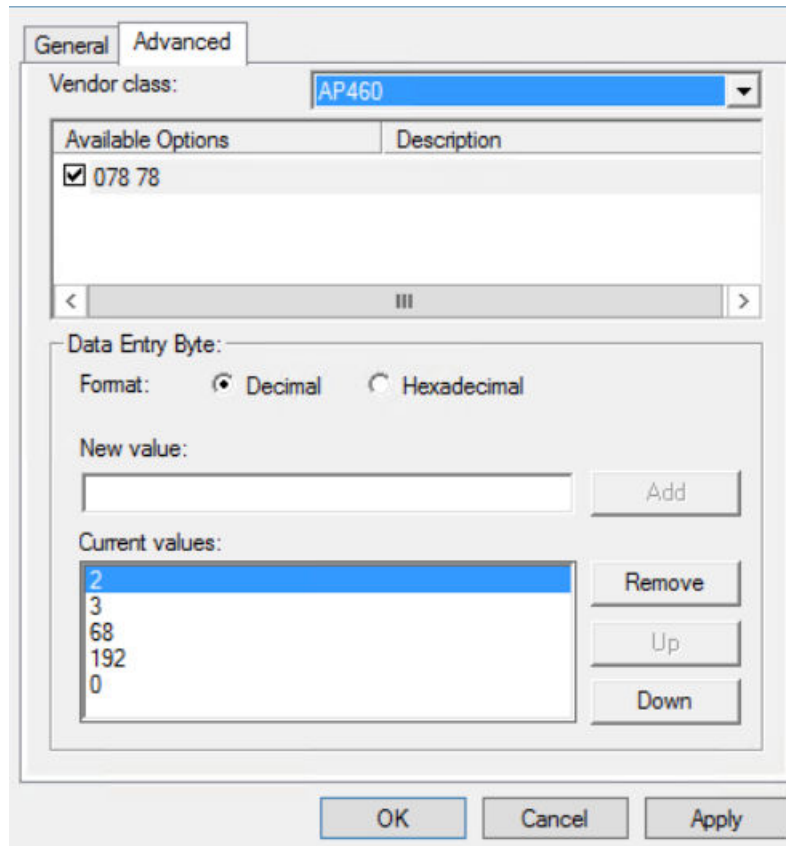 General Advanced
Vendor class: AP460
Available Options Description
078 78
Data Entry Byte:
Format: Decimal Hexadecimal
New value:
Add
Current values:
2
Remove
3
68
Up
192
0
Down
OK Cancel Apply